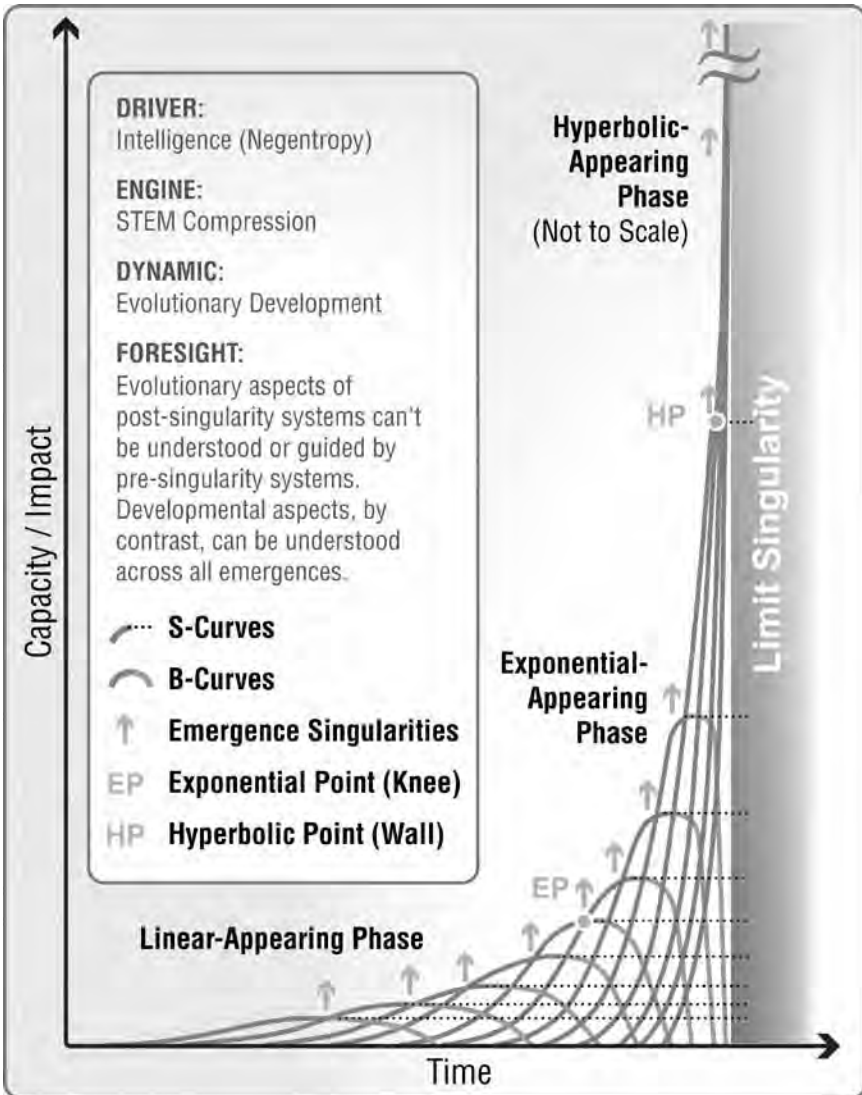 DRIVER:
Intelligence (Negentropy)
ENGINE:
STEM Compression
DYNAMIC:
Evolutionary Development
FORESIGHT:
Evolutionary aspects of
post-singularity systems can't
be understood or guided by
pre-singularity systems.
Developmental aspects, by
contrast, can be understood
across all emergences.
S-Curves
B-Curves
Emergence Singularities
EP Exponential Point (Knee)
HP Hyperbolic Point (Wall)
Hyperbolic-
Appearing
Phase
(Not to Scale)
HP
Exponential-
Appearing
Phase
EP
Linear-Appearing Phase
Limit Singularity
Capacity / Impact
Time